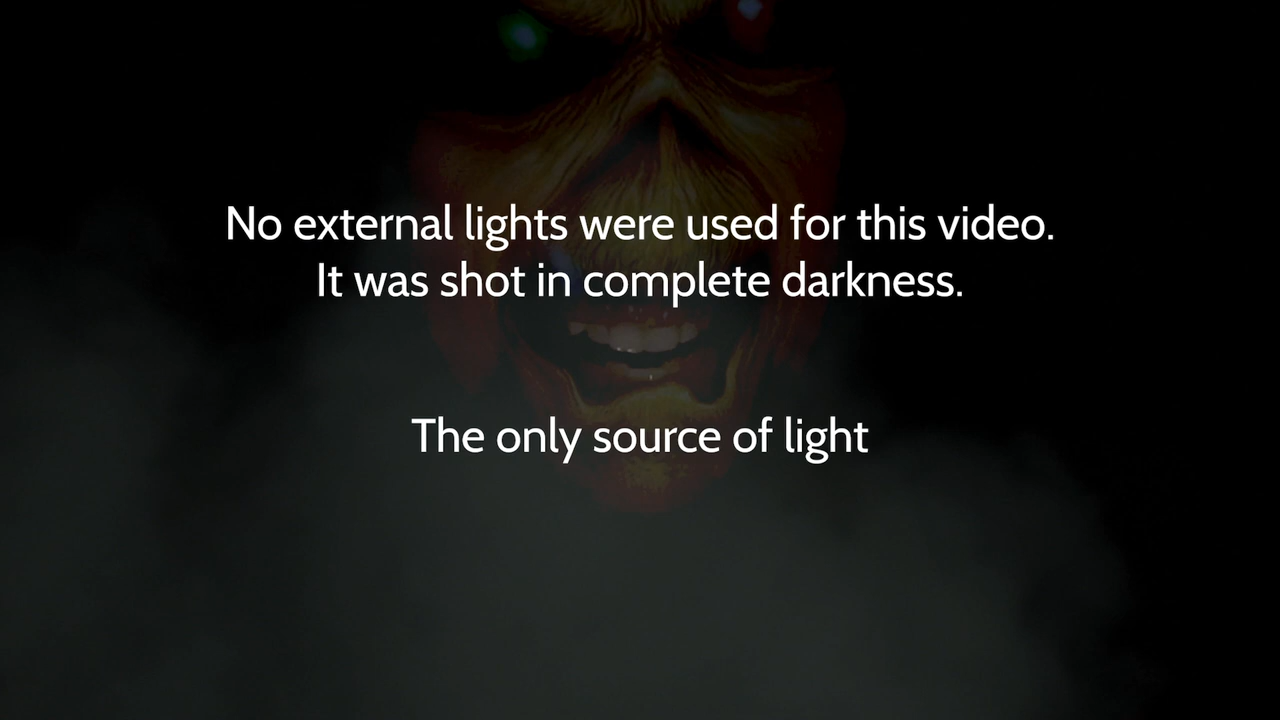 No external lights were used for this video.
It was shot in complete darkness.
The only source of light